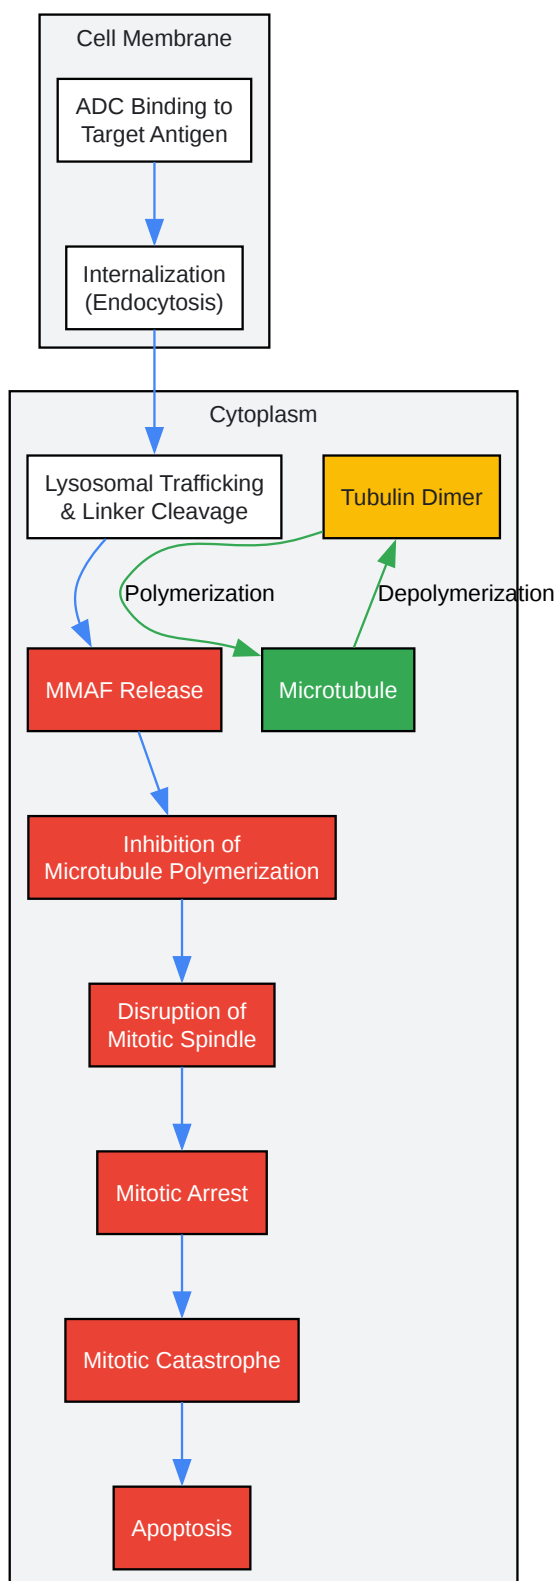 Cell Membrane
ADC Binding to
Target Antigen
Internalization
(Endocytosis)
Cytoplasm
Lysosomal Trafficking
& Linker Cleavage
Tubulin Dimer
Polymerization
Depolymerization
MMAF Release
Microtubule
Inhibition of
Microtubule Polymerization
Disruption of
Mitotic Spindle
Mitotic Arrest
Mitotic Catastrophe
Apoptosis